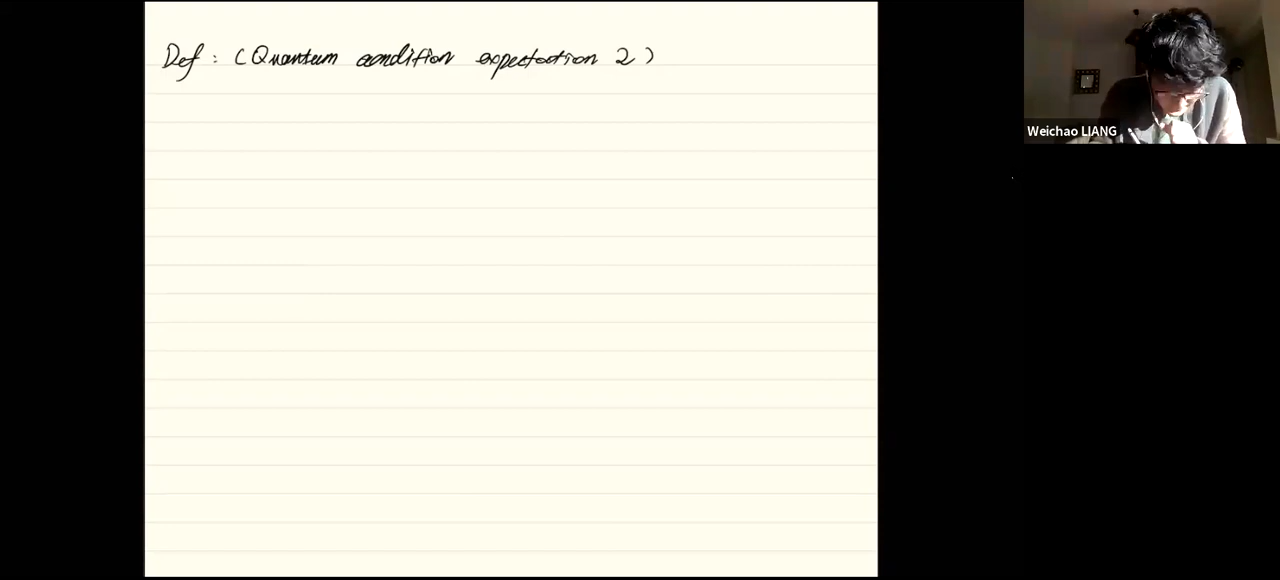 Def : (Quantum condition expectation 2)
Weichao LIANG